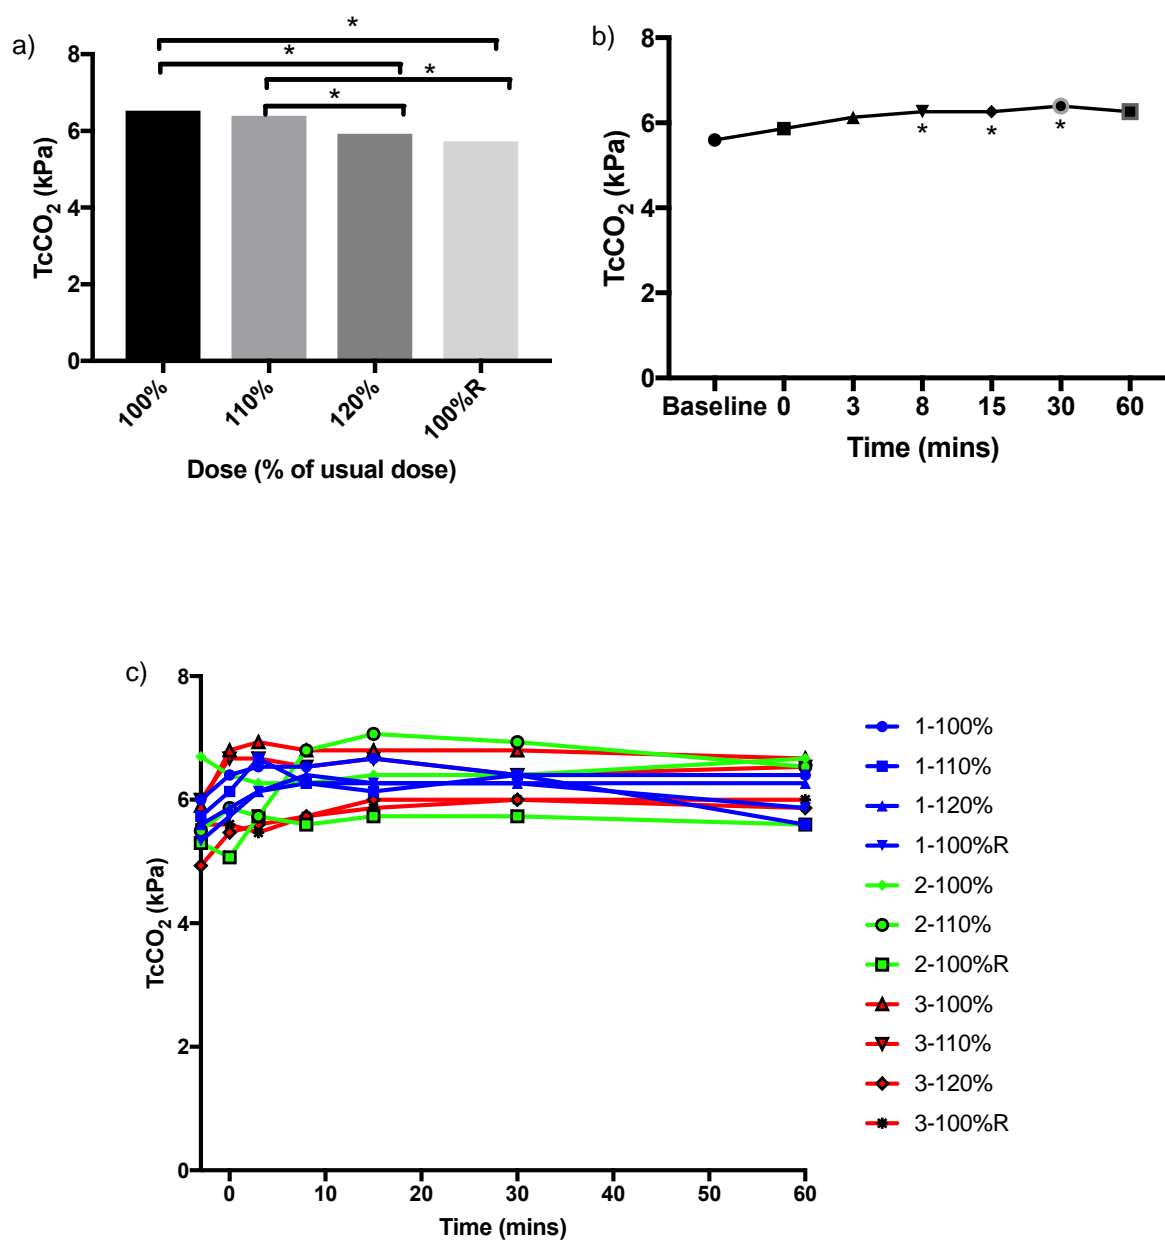 a)
*
*
*
*
8
6
4
2
0
TcCO2 (kPa)
100%
110%
120%
100%R
Dose (% of usual dose)
b)
8
6
4
2
0
TcCO2 (kPa)
*
*
*
Baseline 0 3 8 15 30 60
Time (mins)
c)
8
6
4
2
0
TcCO2 (kPa)
0 10 20 30 40 50 60
Time (mins)
1-100%
1-110%
1-120%
1-100%R
2-100%
2-110%
2-100%R
3-100%
3-110%
3-120%
3-100%R